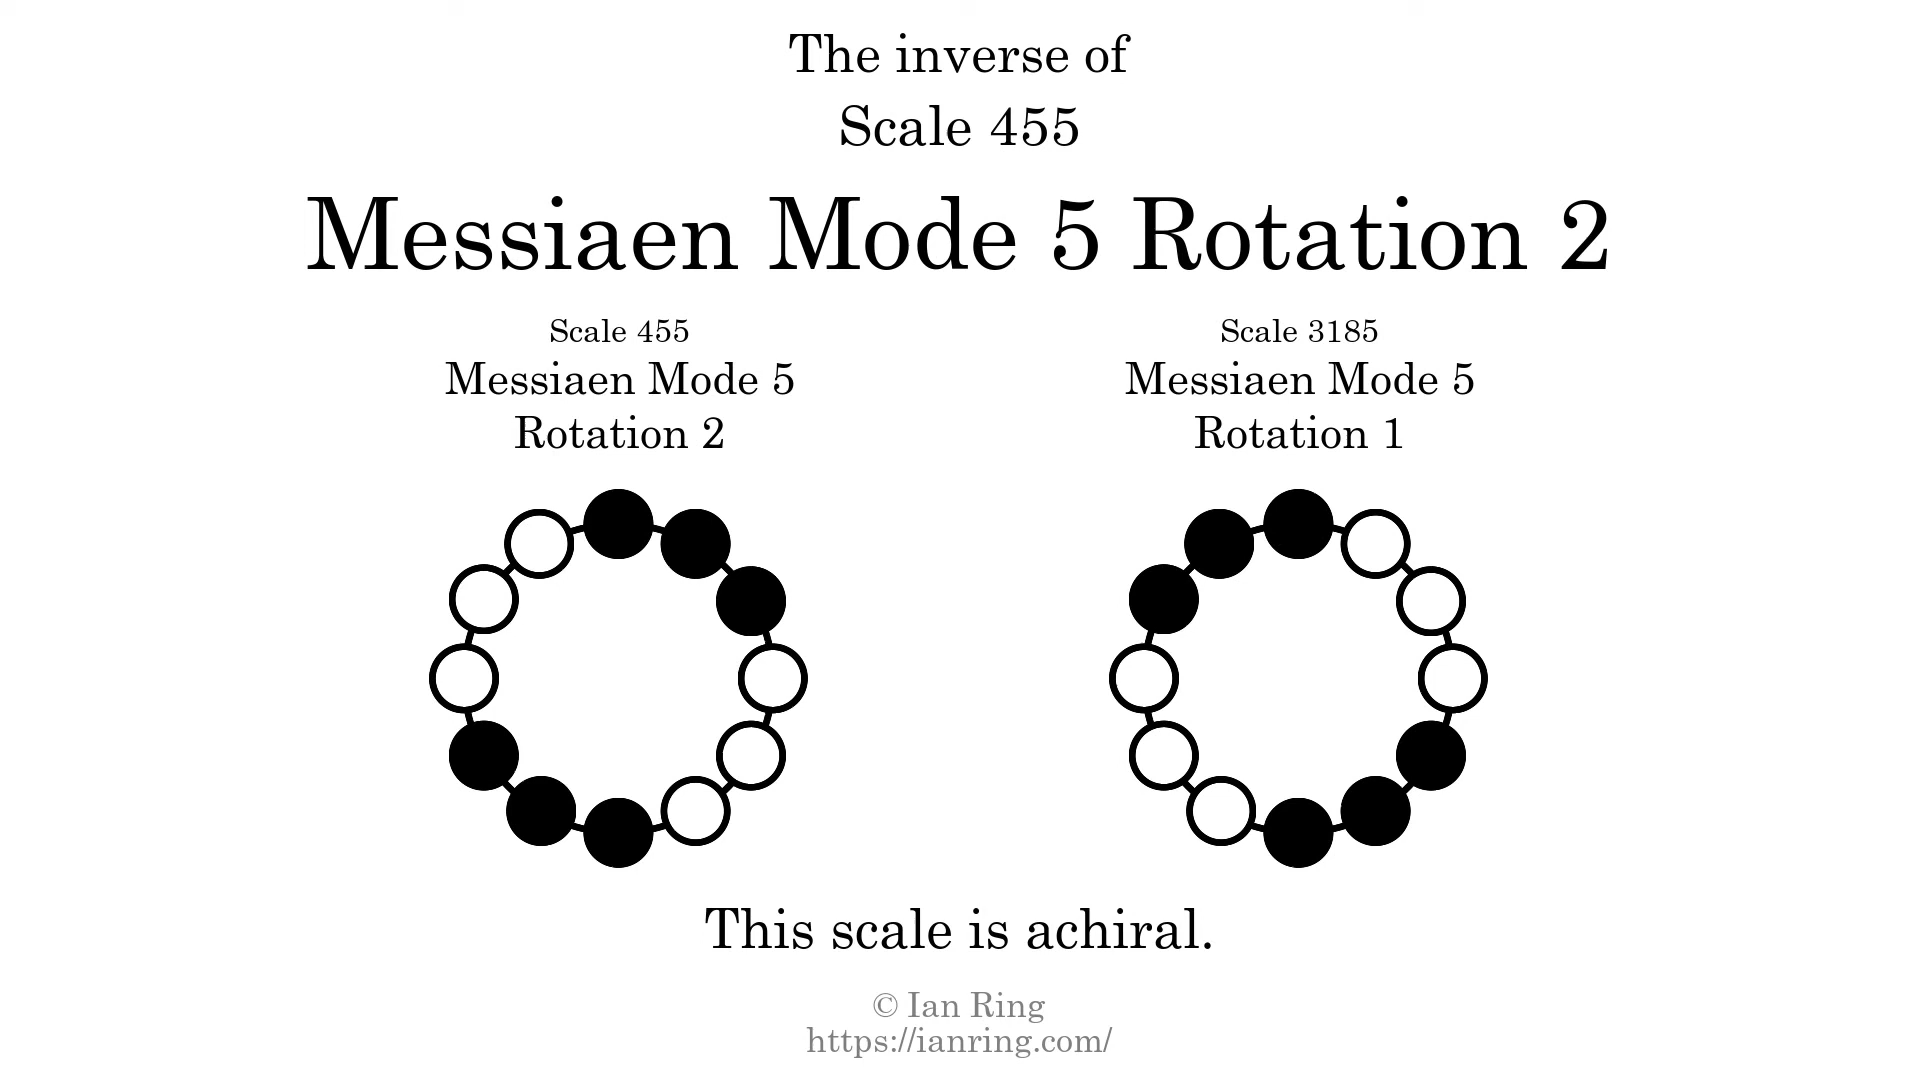 The inverse of
Scale 455
Messiaen Mode 5 Rotation 2
Scale 455
Messiaen Mode 5
Rotation 2
Scale 3185
Messiaen Mode 5
Rotation 1
This scale is achiral.
© Ian Ring
https://ianring.com/